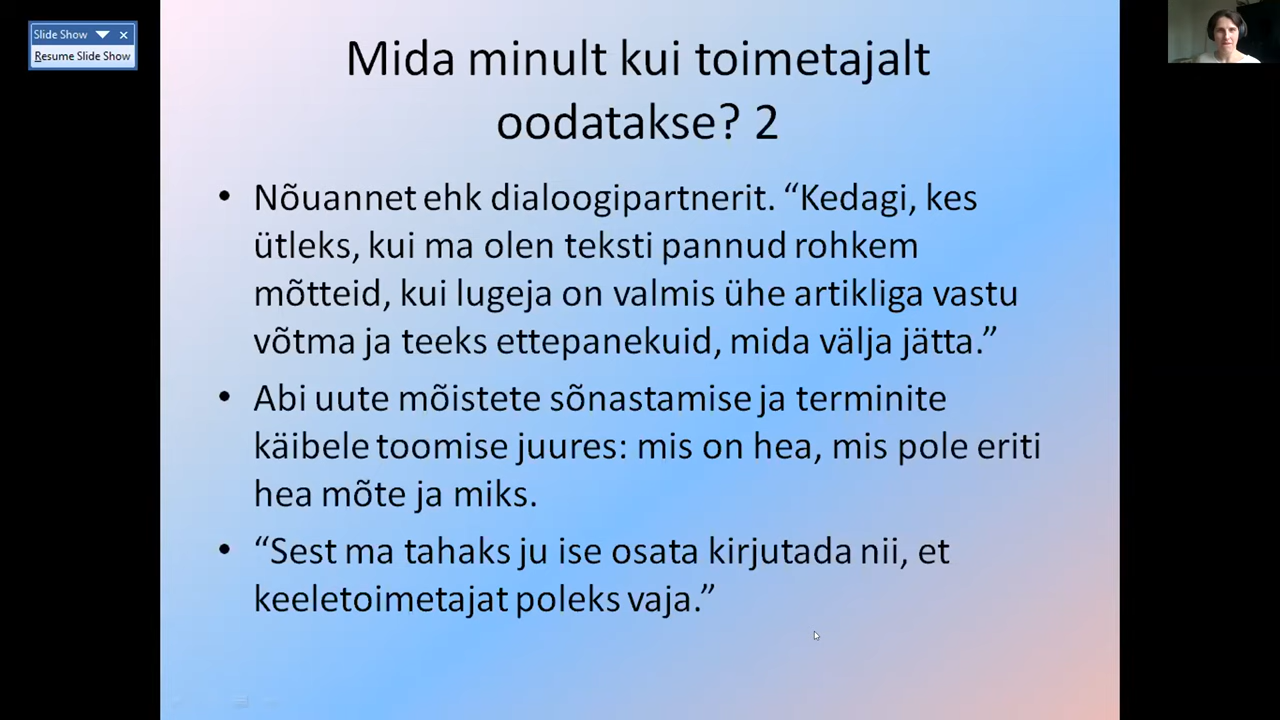 Slide Show
Resume Slide Show
Mida minult kui toimetajalt
oodatakse? 2
• Nõuannet ehk dialoogipartnerit. “Kedagi, kes
ütleks, kui ma olen teksti pannud rohkem
mõtteid, kui lugeja on valmis ühe artikliga vastu
võtma ja teeks ettepanekuid, mida välja jätta.”
• Abi uute mõistete sõnastamise ja terminite
käibele toomise juures: mis on hea, mis pole eriti
hea mõte ja miks.
• “Sest ma tahaks ju ise osata kirjutada nii, et
keeletoimetajat poleks vaja.”